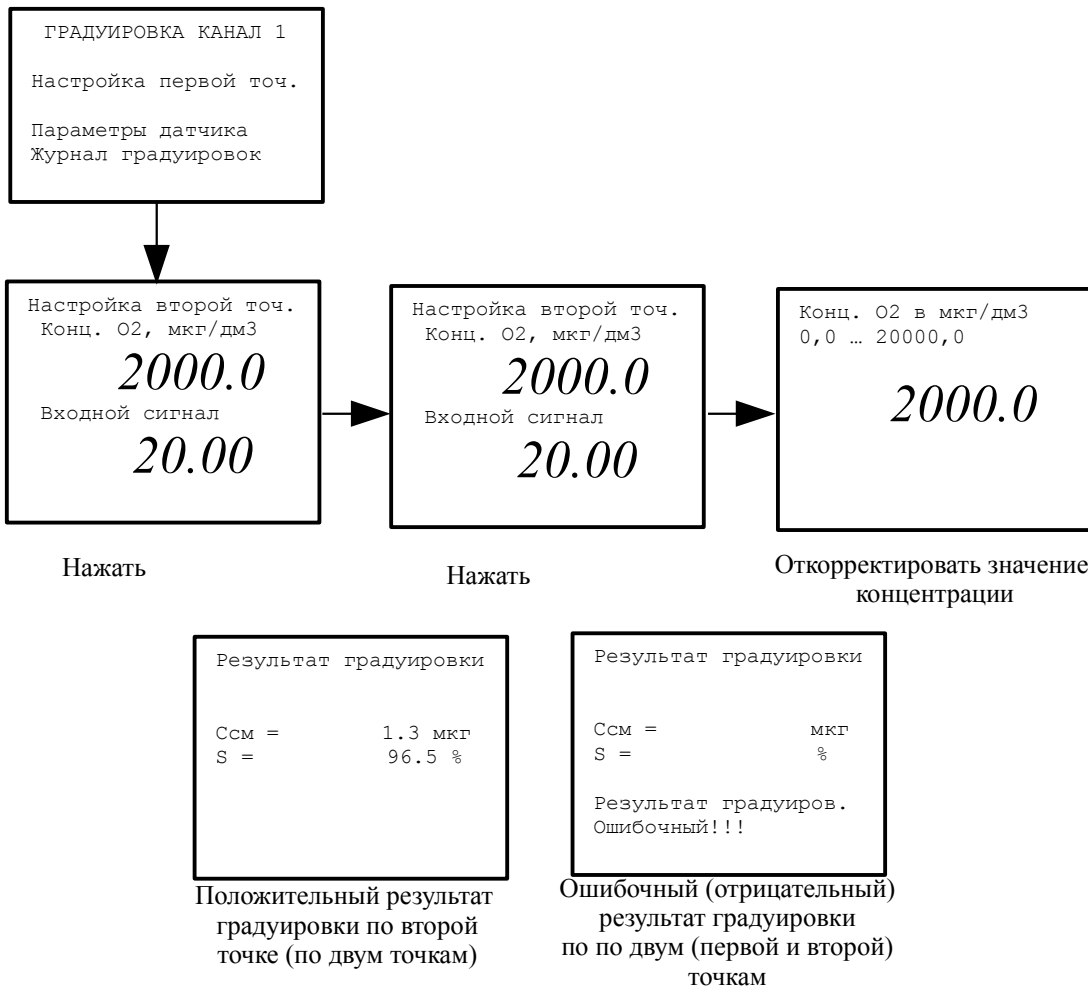 ГРАДУИРОВКА КАНАЛ 1
Настройка первой точ.
Параметры датчика
Журнал градуировок
Настройка второй точ.
Конц. О2, мкг/дм3
2000.0
Входной сигнал
20.00
Нажать
Настройка второй точ.
Конц. О2, мкг/дм3
2000.0
Входной сигнал
20.00
Нажать
Конц. О2 в мкг/дм3
0,0 … 20000,0
2000.0
Откорректировать значение
концентрации
Результат градуировки
Ссм = 1.3 мкг
S = 96.5 %
Положительный результат
градуировки по второй
точке (по двум точкам)
Результат градуировки
Ссм = мкг
S = %
Результат градуиров.
Ошибочный!!!
Ошибочный (отрицательный)
результат градуировки
по по двум (первой и второй)
точкам